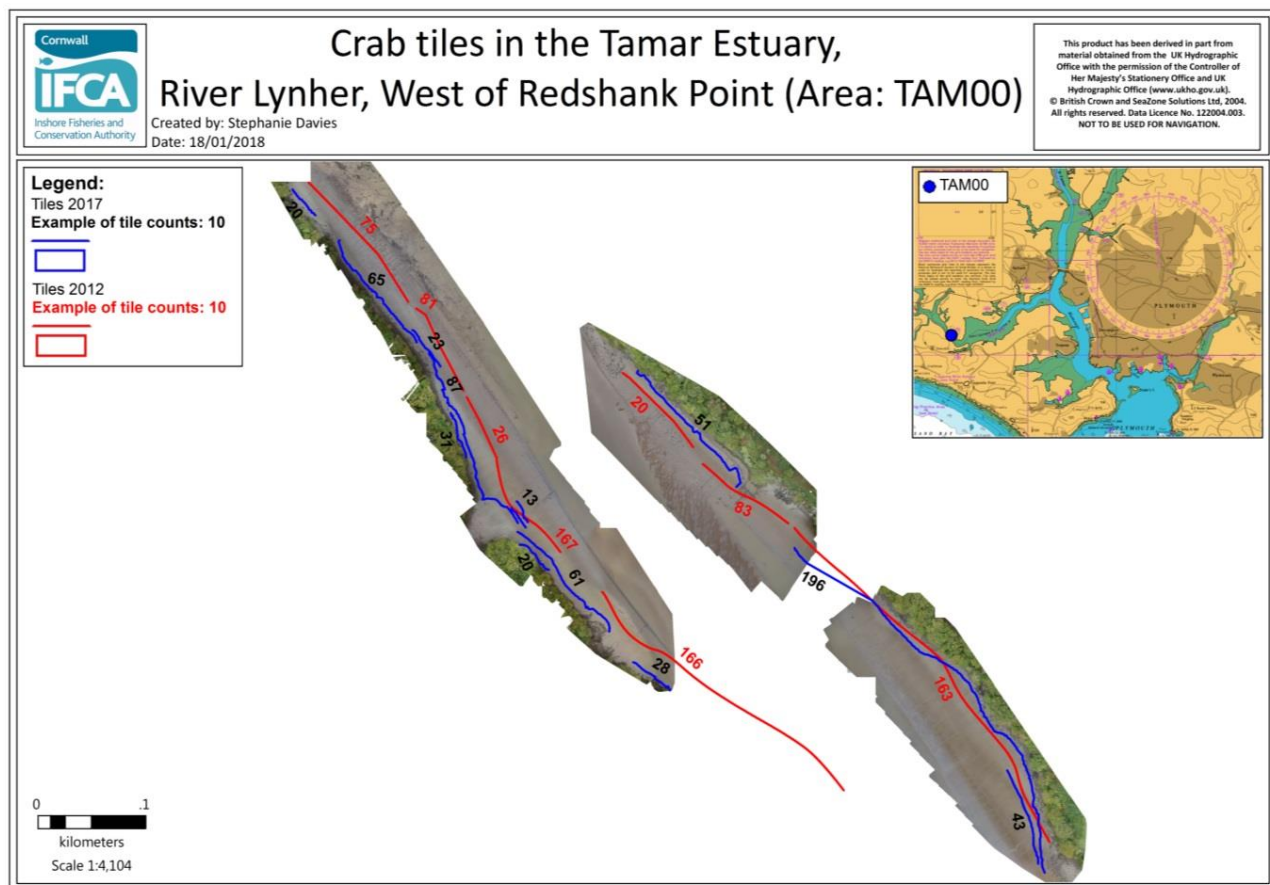 Cornwall
IFCA
Inshore Fisheries and
Conservation Authority
Crab tiles in the Tamar Estuary,
River Lynher, West of Redshank Point (Area: TAM00)
Created by: Stephanie Davies
Date: 18/01/2018
This product has been derived in part from
material obtained from the UK Hydrographic
Office with the permission of the Controller of
Her Majesty's Stationery Office and UK
Hydrographic Office (www.ukho.gov.uk).
© British Crown and SeaZone Solutions Ltd, 2004.
All rights reserved. Data Licence No. 122004.003.
NOT TO BE USED FOR NAVIGATION.
Legend:
Tiles 2017
Example of tile counts: 10
Tiles 2012
Example of tile counts: 10
TAM00
PLYMOUTH
PLYMOUTH
20
75
65
81
23
87
26
31
13
167
20
61
28
166
20
51
83
196
163
43
0 .1
kilometers
Scale 1:4,104